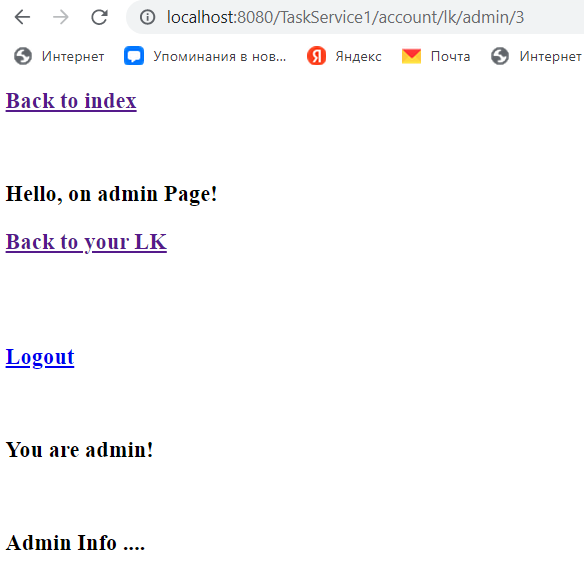 localhost:8080/TaskService1/account/lk/admin/3
Интернет Упоминания в нов... Яндекс Почта Интернет
Back to index
Hello, on admin Page!
Back to your LK
Logout
You are admin!
Admin Info ....